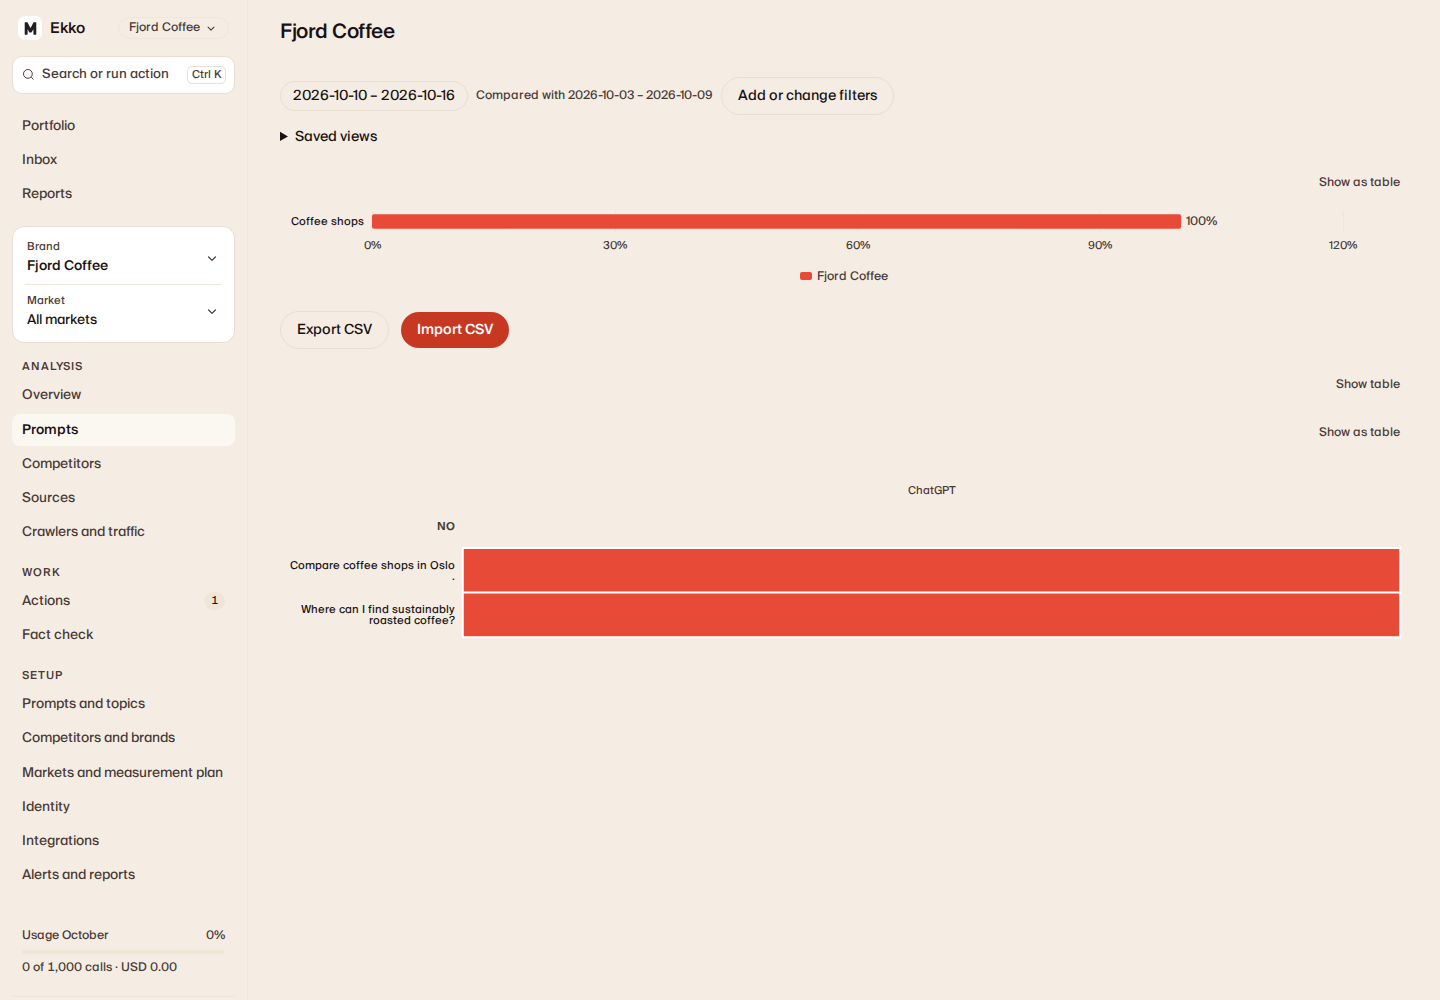 Ekko
Fjord Coffee
Search or run action
Ctrl K
Portfolio
Inbox
Reports
Brand
Fjord Coffee
Market
All markets
ANALYSIS
Overview
Prompts
Competitors
Sources
Crawlers and traffic
WORK
Actions
1
Fact check
SETUP
Prompts and topics
Competitors and brands
Markets and measurement plan
Identity
Integrations
Alerts and reports
Usage October
0%
0 of 1,000 calls · USD 0.00
Fjord Coffee
2026-10-10 – 2026-10-16
Compared with 2026-10-03 – 2026-10-09
Add or change filters
Saved views
Show as table
Coffee shops
100%
0%
30%
60%
90%
120%
Fjord Coffee
Export CSV
Import CSV
Show table
Show as table
ChatGPT
NO
Compare coffee shops in Oslo
.
Where can I find sustainably
roasted coffee?